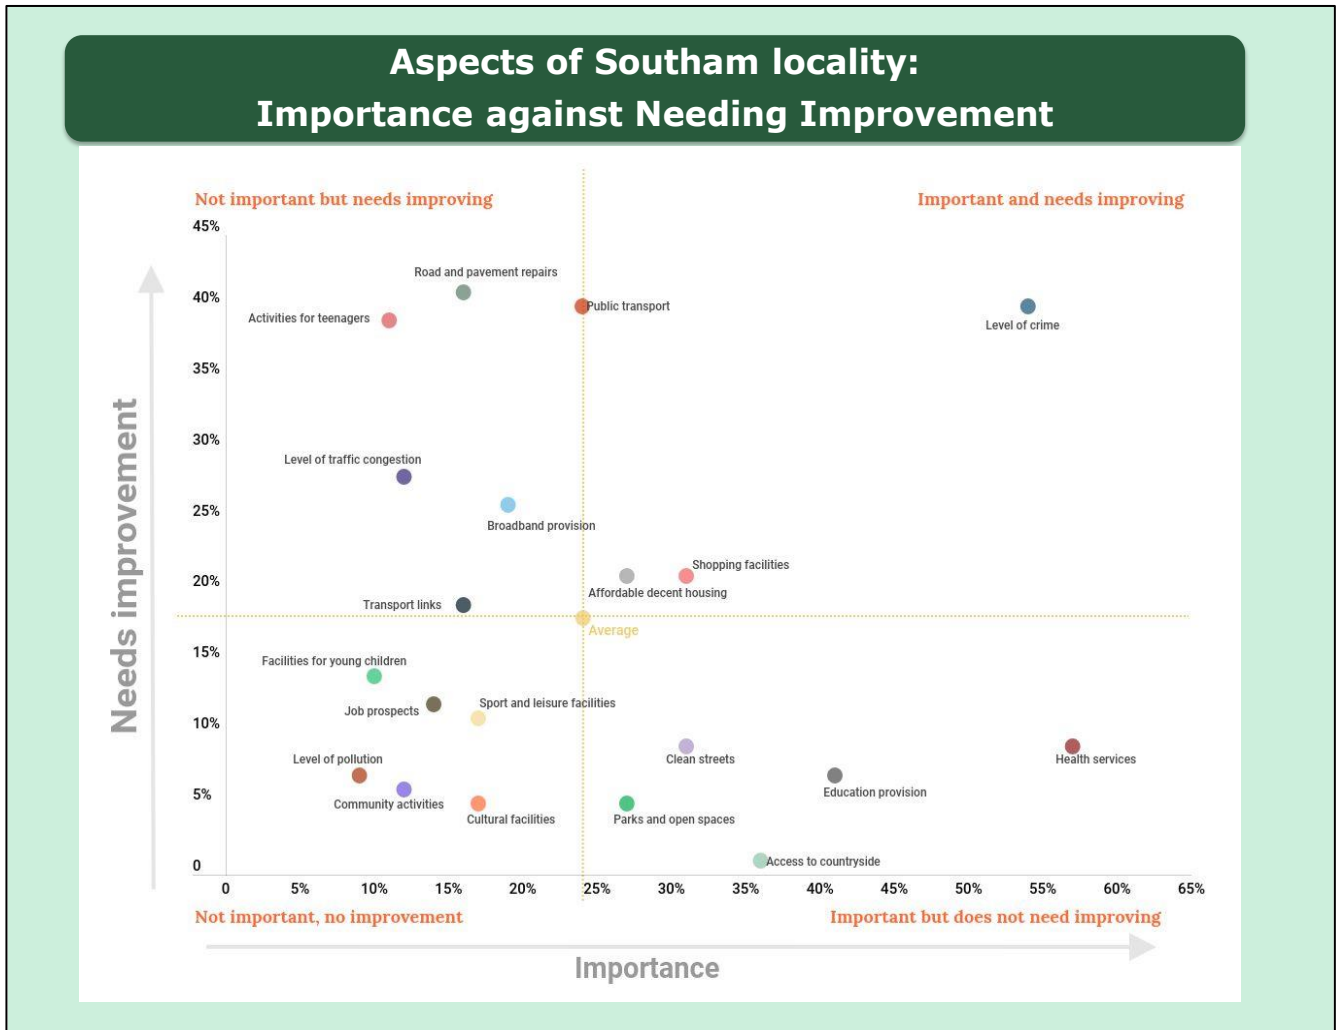 Aspects of Southam locality:
Importance against Needing Improvement
Not important but needs improving
Important and needs improving
45%
Road and pavement repairs
40%
Public transport
Activities for teenagers
Level of crime
35%
30%
Level of traffic congestion
25%
Broadband provision
20%
Shopping facilities
Affordable decent housing
Transport links
Average
15%
Facilities for young children
Job prospects
Sport and leisure facilities
10%
Level of pollution
Clean streets
Health services
5%
Community activities
Education provision
Cultural facilities
Parks and open spaces
0
Access to countryside
0 5% 10% 15% 20% 25% 30% 35% 40% 45% 50% 55% 60% 65%
Not important, no improvement
Important but does not need improving
Needs improvement
Importance